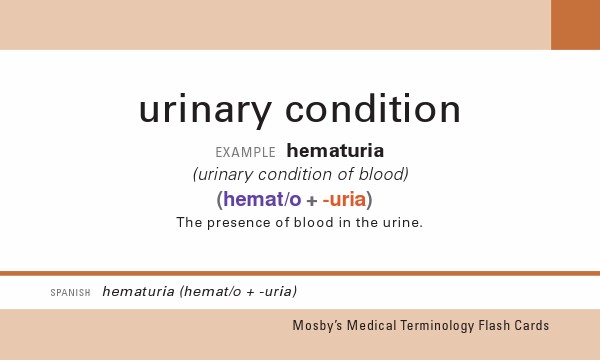 urinary condition
EXAMPLE hematuria
(urinary condition of blood)
(hemat/o + -uria)
The presence of blood in the urine.
SPANISH hematuria (hemat/o + -uria)
Mosby's Medical Terminology Flash Cards